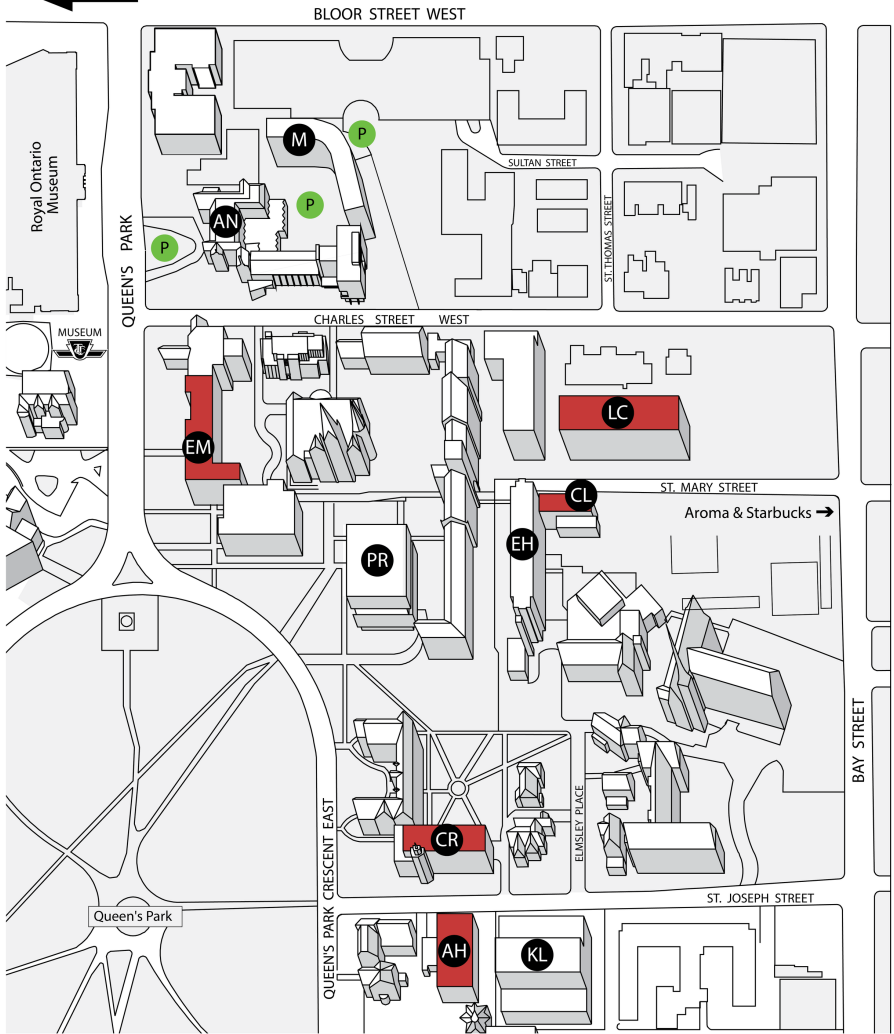 BLOOR STREET WEST
M
P
SULTAN STREET
Royal Ontario
Museum
QUEEN'S PARK
AN
P
P
ST. THOMAS STREET
MUSEUM
CHARLES STREET WEST
LC
EM
CL
ST. MARY STREET
Aroma & Starbucks
EH
PR
BAY STREET
ELMSLEY PLACE
QUEEN'S PARK CRESCENT EAST
CR
ST. JOSEPH STREET
Queen's Park
AH
KL